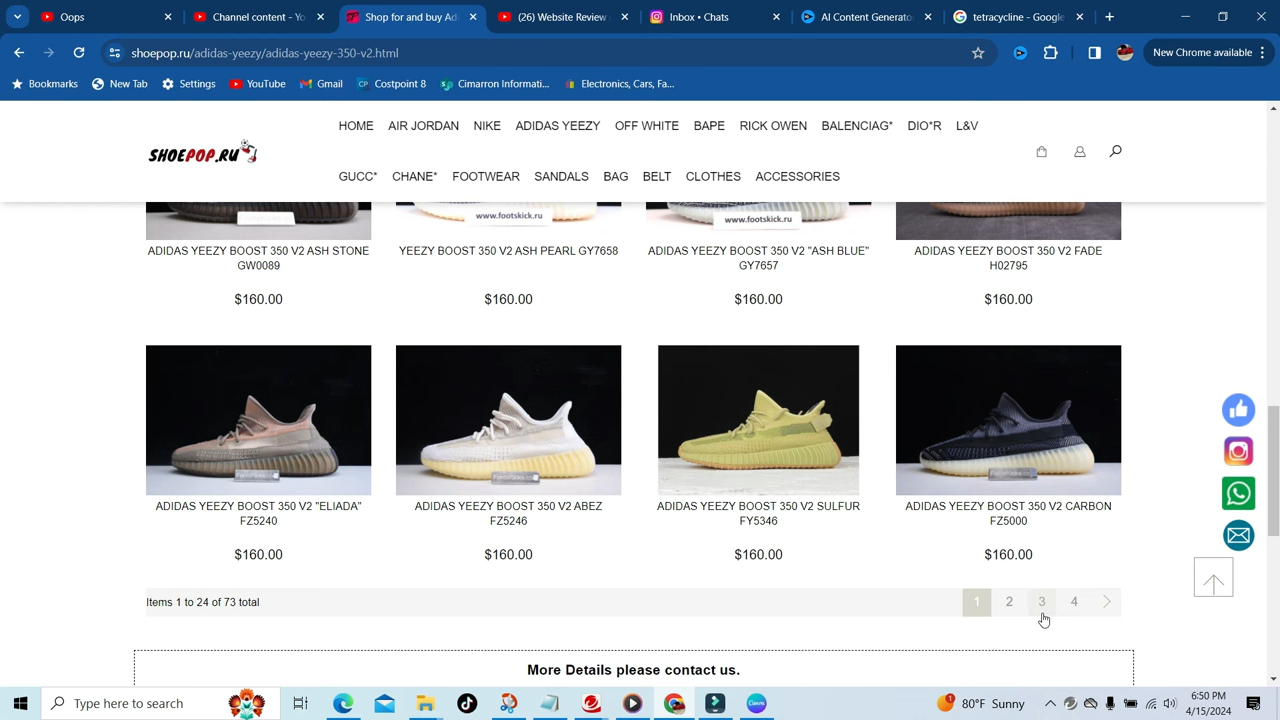 Oops
Channel content - Yo
Shop for and buy Ad
(26) Website Review
Inbox • Chats
AI Content Generato
tetracycline - Google
shoepop.ru/adidas-yeezy/adidas-yeezy-350-v2.html
New Chrome available
Bookmarks
New Tab
Settings
YouTube
Gmail
Costpoint 8
Cimarron Informati...
Electronics, Cars, Fa...
SHOEPOP.RU
HOME AIR JORDAN NIKE ADIDAS YEEZY OFF WHITE BAPE RICK OWEN BALENCIAG* DIO*R L&V
GUCC* CHANE* FOOTWEAR SANDALS BAG BELT CLOTHES ACCESSORIES
www.footskick.ru
www.footskick.ru
ADIDAS YEEZY BOOST 350 V2 ASH STONE
GW0089
$160.00
YEEZY BOOST 350 V2 ASH PEARL GY7658
$160.00
ADIDAS YEEZY BOOST 350 V2 "ASH BLUE"
GY7657
$160.00
ADIDAS YEEZY BOOST 350 V2 FADE
H02795
$160.00
ADIDAS YEEZY BOOST 350 V2 "ELIADA"
FZ5240
$160.00
ADIDAS YEEZY BOOST 350 V2 ABEZ
FZ5246
$160.00
ADIDAS YEEZY BOOST 350 V2 SULFUR
FY5346
$160.00
ADIDAS YEEZY BOOST 350 V2 CARBON
FZ5000
$160.00
Items 1 to 24 of 73 total
1 2 3 4
More Details please contact us.
Type here to search
80°F Sunny
6:50 PM
4/15/2024